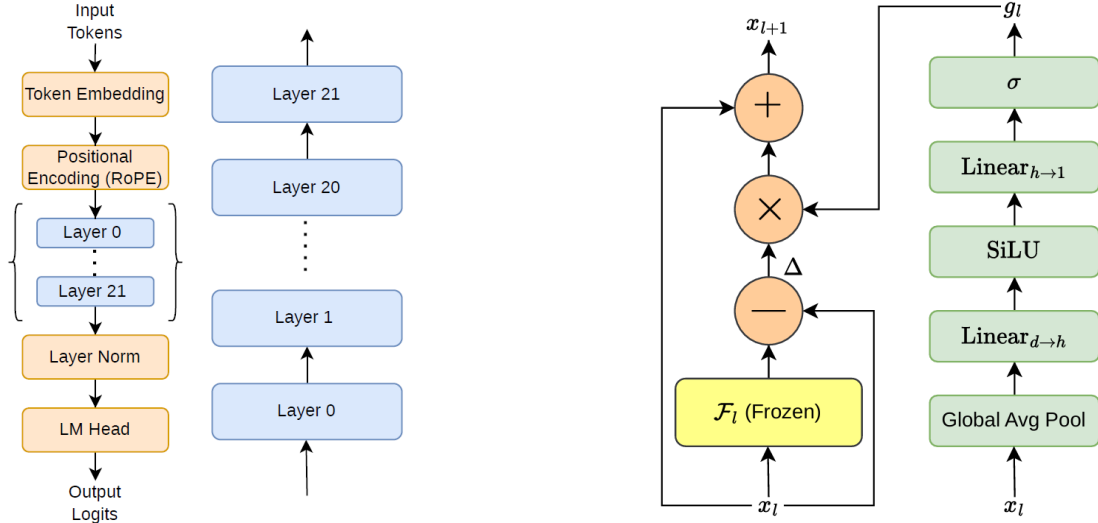 Input
Tokens
Token Embedding
Positional
Encoding (RoPE)
Layer 0
Layer 21
Layer Norm
LM Head
Output
Logits
Layer 21
Layer 20
Layer 1
Layer 0
x_{l+1}
+
×
Δ
−
𝓕_l (Frozen)
x_l
g_l
σ
Linear_{h→1}
SiLU
Linear_{d→h}
Global Avg Pool
x_l